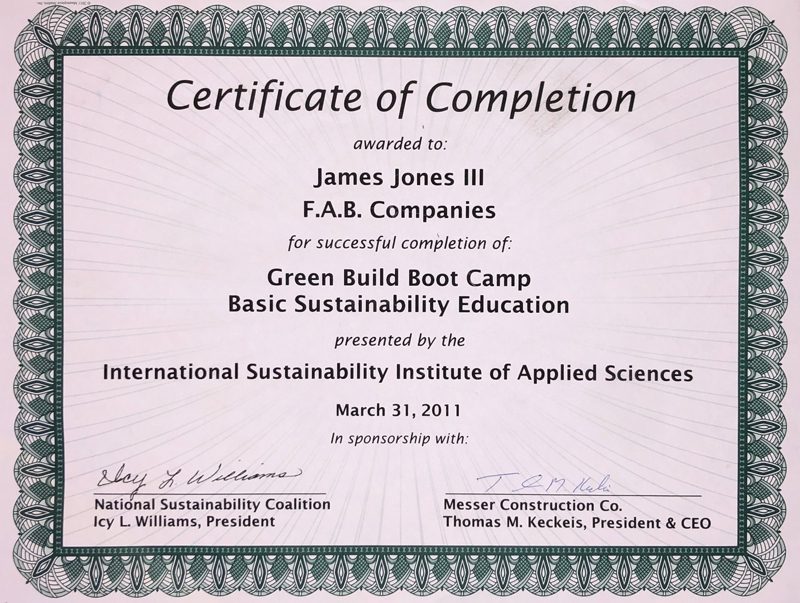 Certificate of Completion
awarded to:
James Jones III
F.A.B. Companies
for successful completion of:
Green Build Boot Camp
Basic Sustainability Education
presented by the
International Sustainability Institute of Applied Sciences
March 31, 2011
In sponsorship with:
Icy L Williams
National Sustainability Coalition
Icy L. Williams, President
Messer Construction Co.
Thomas M. Keckeis, President & CEO